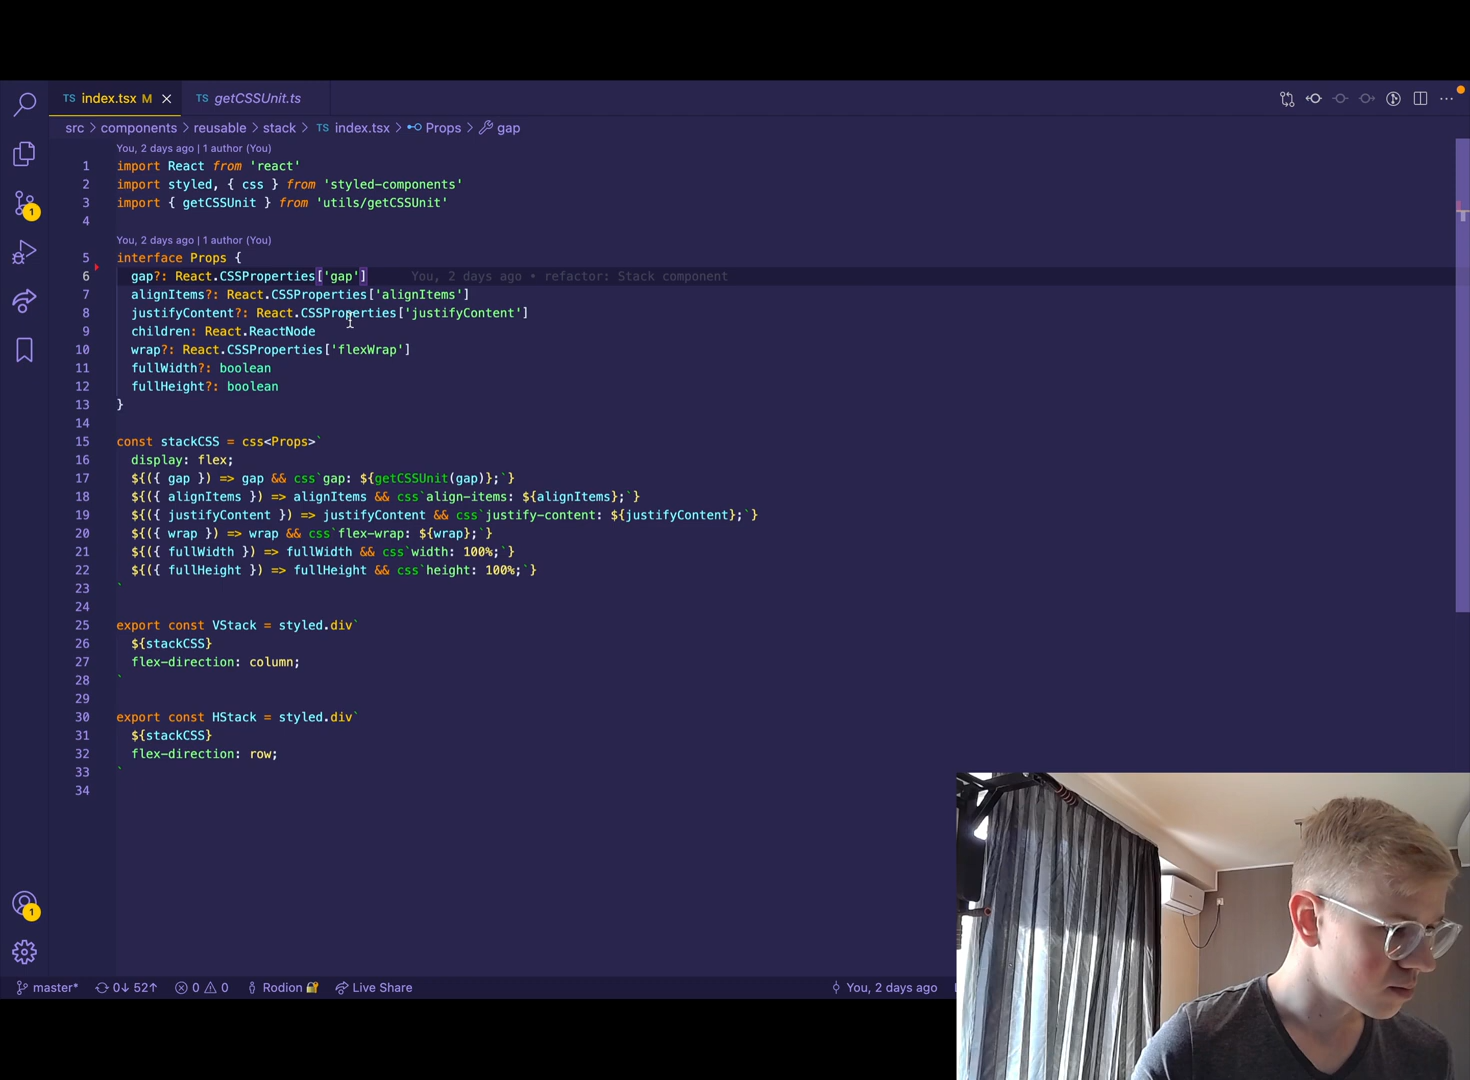 TS index.tsx M
TS getCSSUnit.ts
src > components > reusable > stack > TS index.tsx > Props > gap
You, 2 days ago | 1 author (You)
1 import React from 'react'
2 import styled, { css } from 'styled-components'
3 import { getCSSUnit } from 'utils/getCSSUnit'
4
You, 2 days ago | 1 author (You)
5 interface Props {
6 gap?: React.CSSProperties['gap'] You, 2 days ago • refactor: Stack component
7 alignItems?: React.CSSProperties['alignItems']
8 justifyContent?: React.CSSProperties['justifyContent']
9 children: React.ReactNode
10 wrap?: React.CSSProperties['flexWrap']
11 fullWidth?: boolean
12 fullHeight?: boolean
13 }
14
15 const stackCSS = css<Props>`
16 display: flex;
17 ${({ gap }) => gap && css`gap: ${getCSSUnit(gap)};`}
18 ${({ alignItems }) => alignItems && css`align-items: ${alignItems};`}
19 ${({ justifyContent }) => justifyContent && css`justify-content: ${justifyContent};`}
20 ${({ wrap }) => wrap && css`flex-wrap: ${wrap};`}
21 ${({ fullWidth }) => fullWidth && css`width: 100%;`}
22 ${({ fullHeight }) => fullHeight && css`height: 100%;`}
23 `
24
25 export const VStack = styled.div`
26 ${stackCSS}
27 flex-direction: column;
28 `
29
30 export const HStack = styled.div`
31 ${stackCSS}
32 flex-direction: row;
33 `
34
1
1
master* 0↓ 52↑ 0 0 Rodion Live Share You, 2 days ago